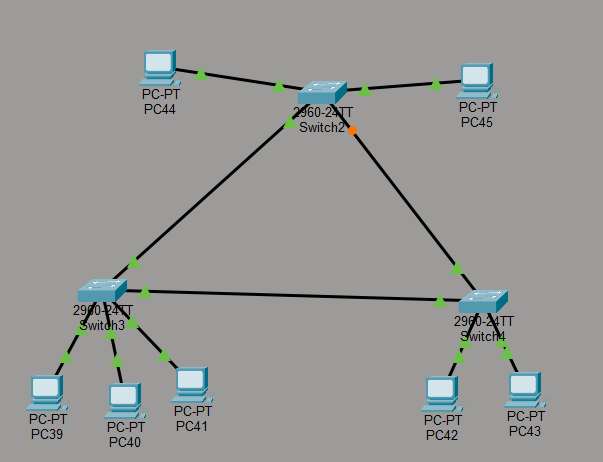 PC-PT
PC44
2960-24TT
Switch2
PC-PT
PC45
2960-24TT
Switch3
2960-24TT
Switch4
PC-PT
PC39
PC-PT
PC40
PC-PT
PC41
PC-PT
PC42
PC-PT
PC43